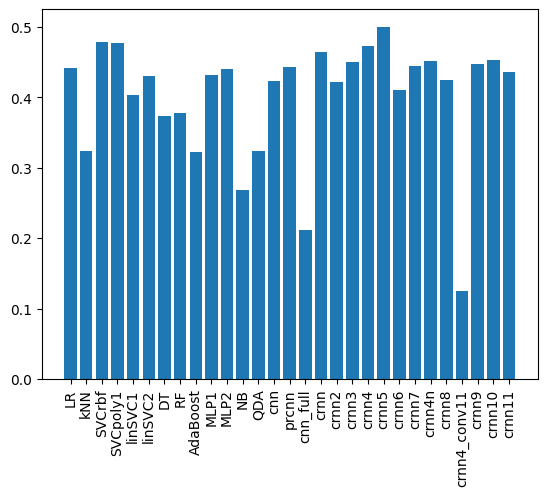 0.5
0.4
0.3
0.2
0.1
0.0
LR
kNN
SVCrbf
SVCpoly1
linSVC1
linSVC2
DT
RF
AdaBoost
MLP1
MLP2
NB
QDA
cnn
prcnn
cnn_full
crnn
crnn2
crnn3
crnn4
crnn5
crnn6
crnn7
crnn4n
crnn8
crnn4_conv11
crnn9
crnn10
crnn11